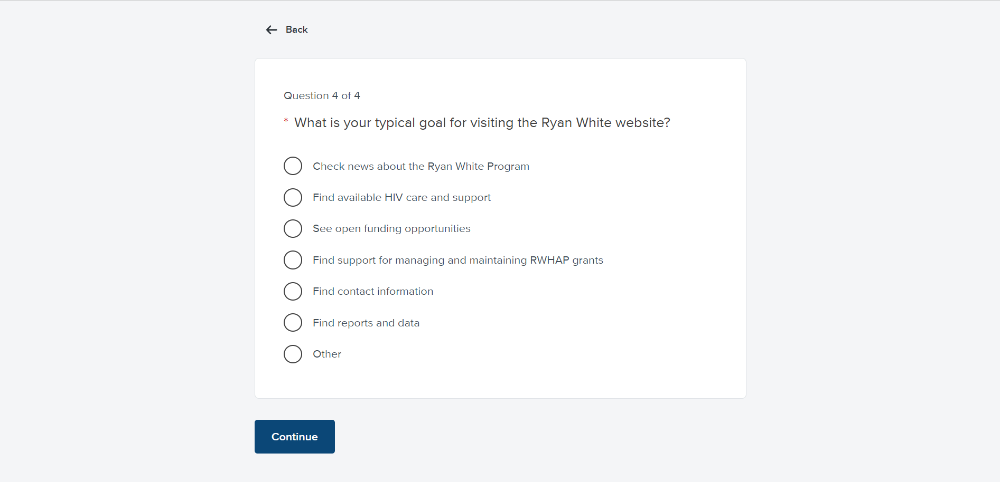 Back
Question 4 of 4
* What is your typical goal for visiting the Ryan White website?
Check news about the Ryan White Program
Find available HIV care and support
See open funding opportunities
Find support for managing and maintaining RWHAP grants
Find contact information
Find reports and data
Other
Continue